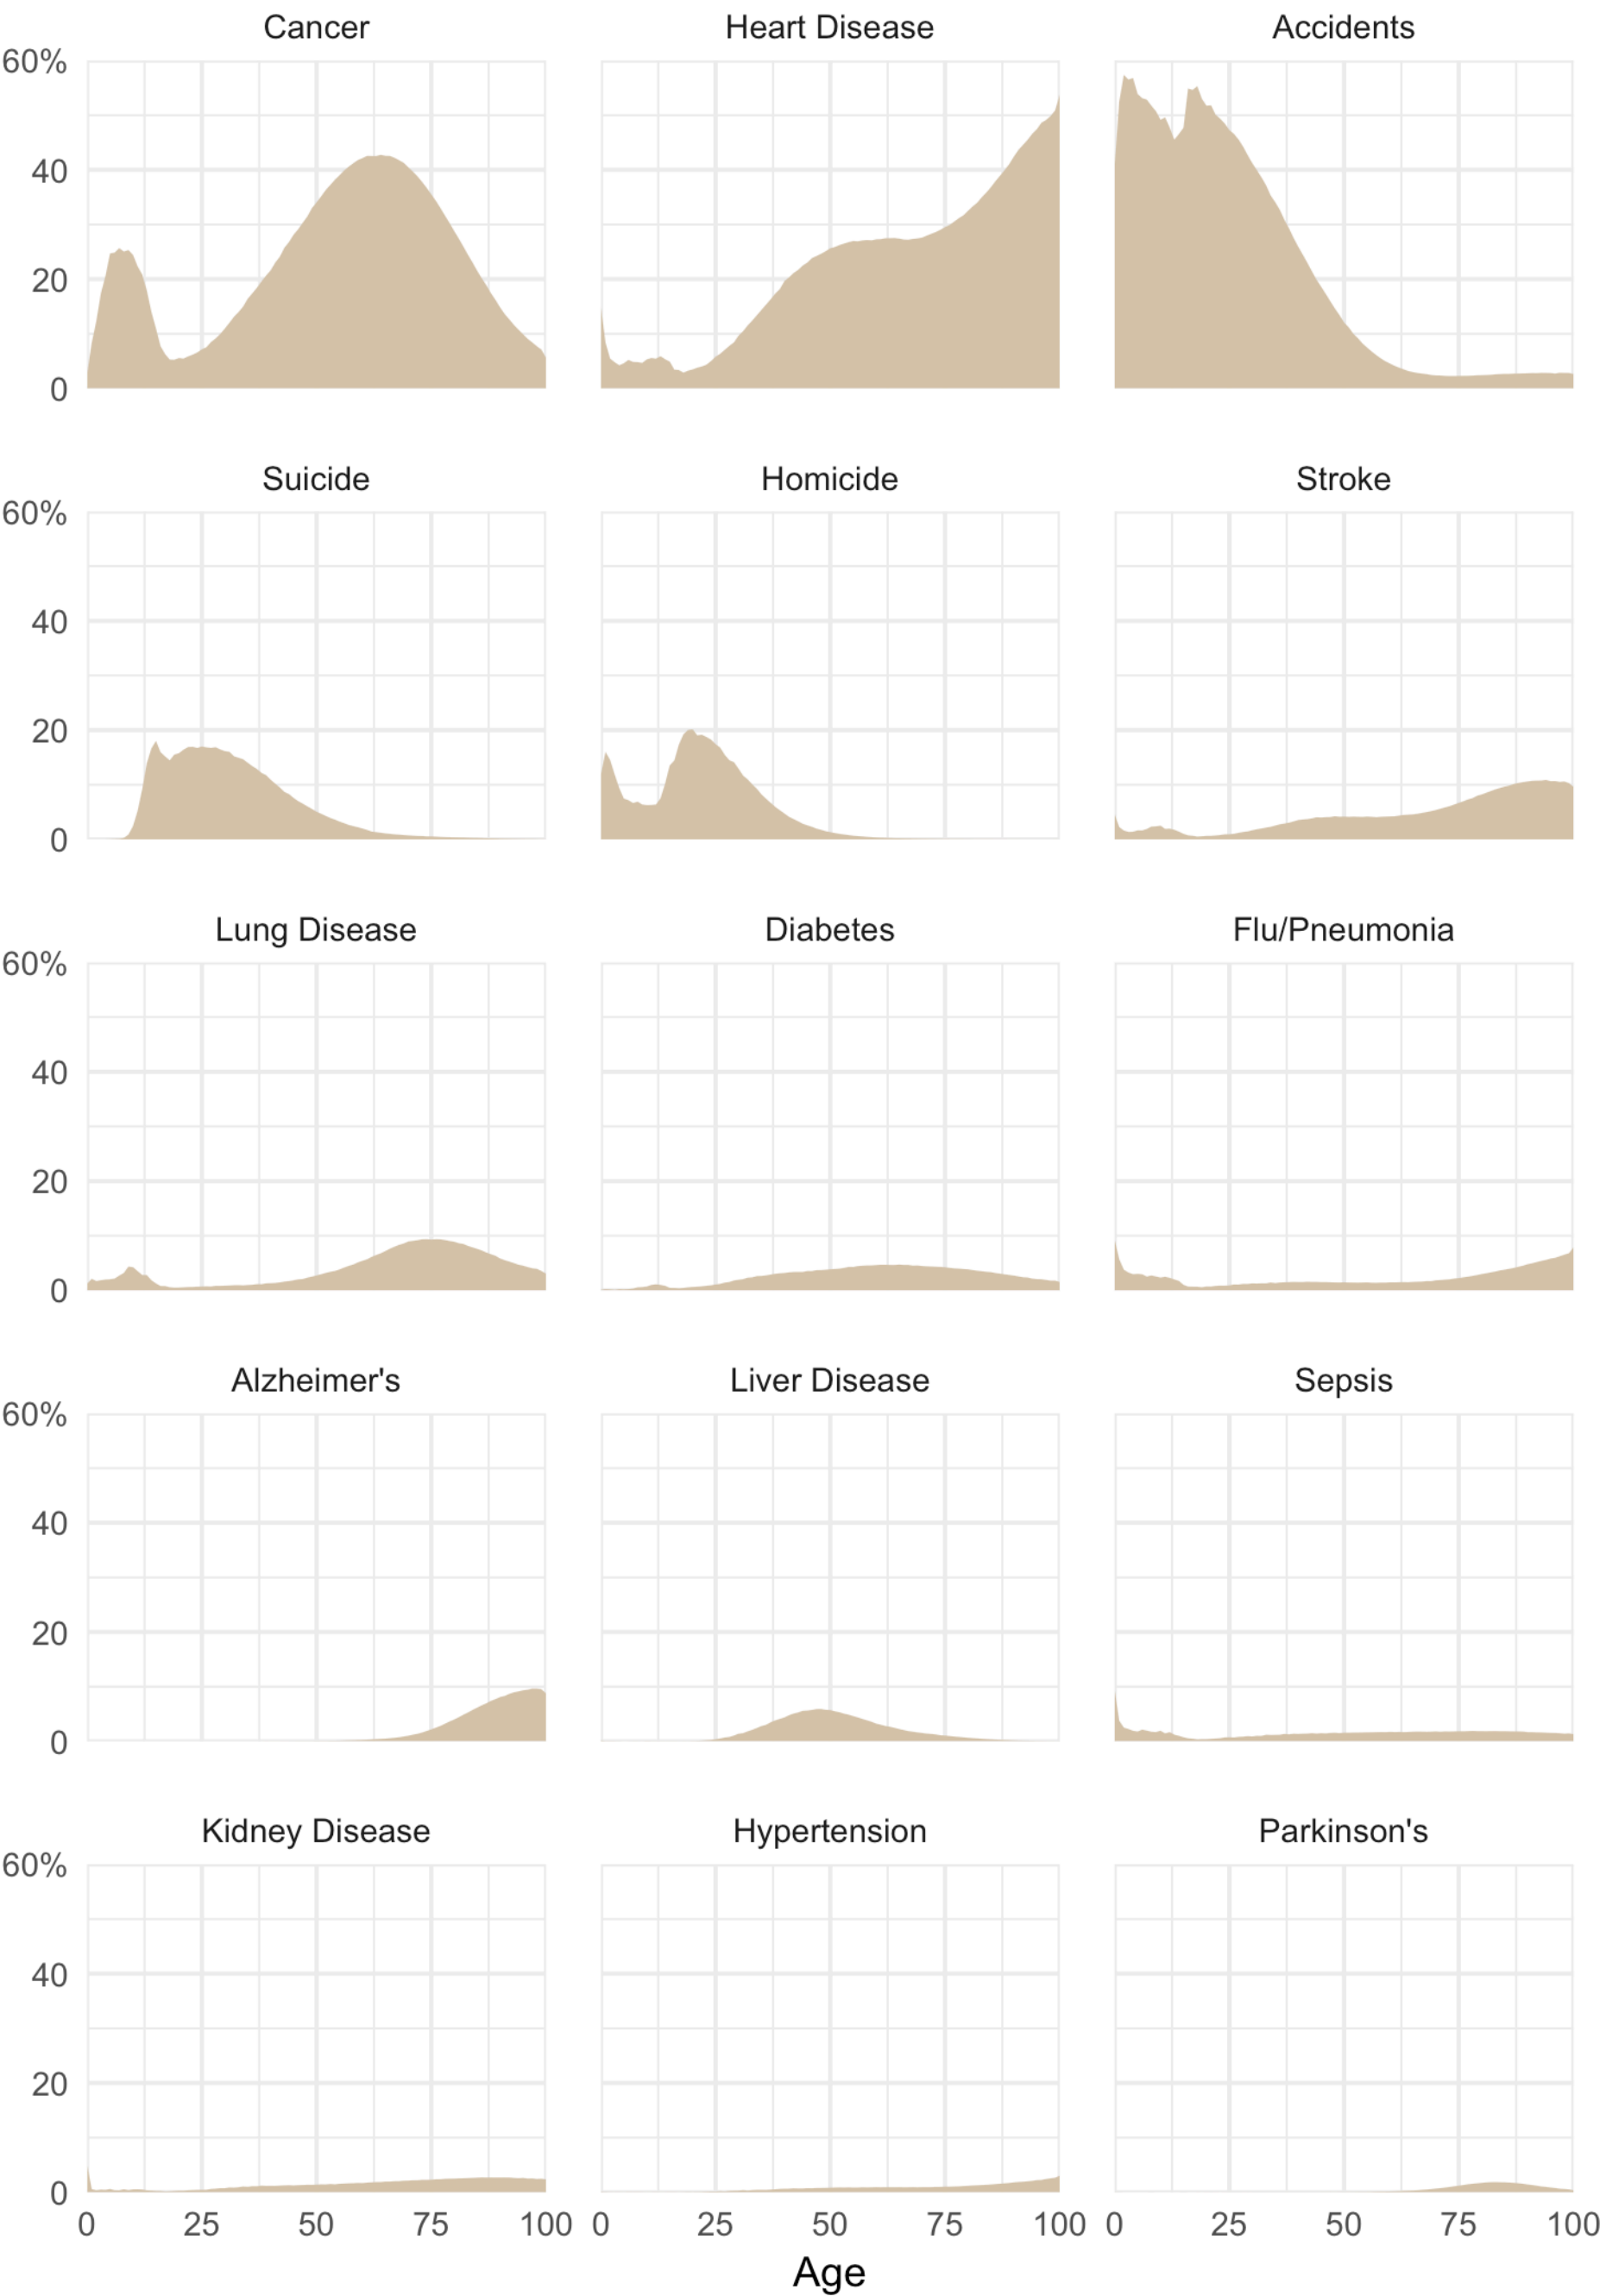 Cancer Heart Disease Accidents
60%
40
20
0
Suicide Homicide Stroke
60%
40
20
0
Lung Disease Diabetes Flu/Pneumonia
60%
40
20
0
Alzheimer's Liver Disease Sepsis
60%
40
20
0
Kidney Disease Hypertension Parkinson's
60%
40
20
0
0 25 50 75 100 0 25 50 75 100 0 25 50 75 100
Age